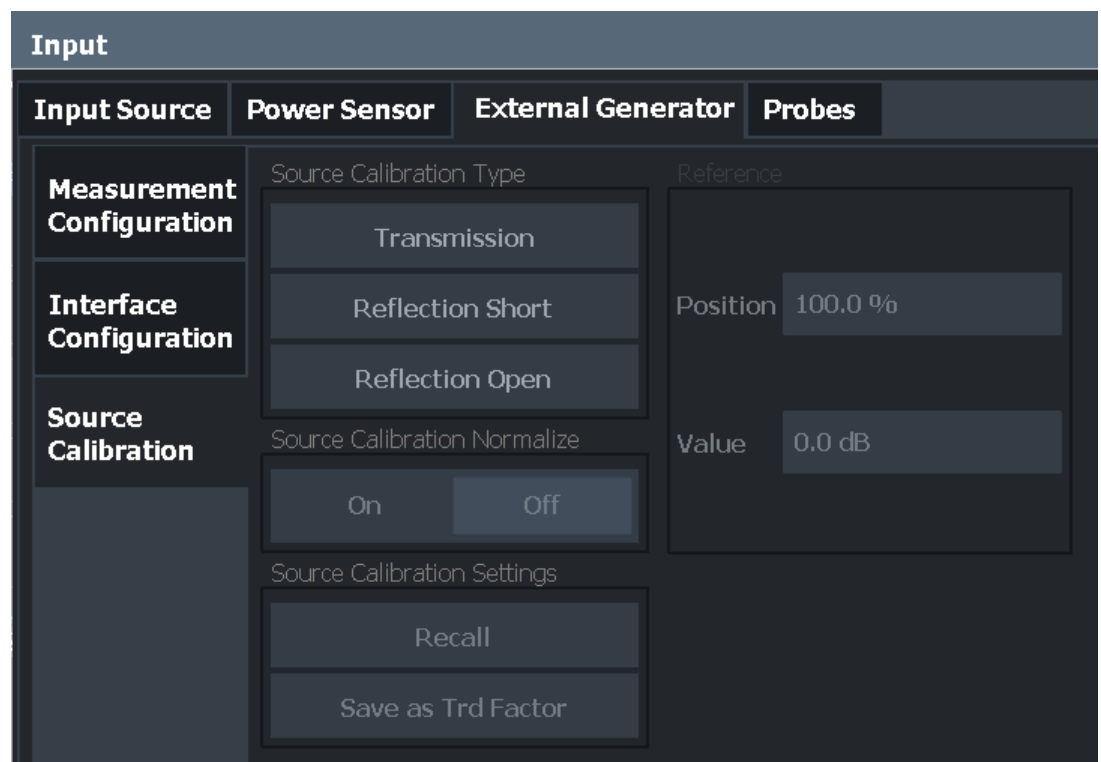 Input
Input Source Power Sensor External Generator Probes
Measurement
Configuration
Interface
Configuration
Source
Calibration
Source Calibration Type
Transmission
Reflection Short
Reflection Open
Source Calibration Normalize
On Off
Source Calibration Settings
Recall
Save as Trd Factor
Reference
Position 100.0 %
Value 0.0 dB